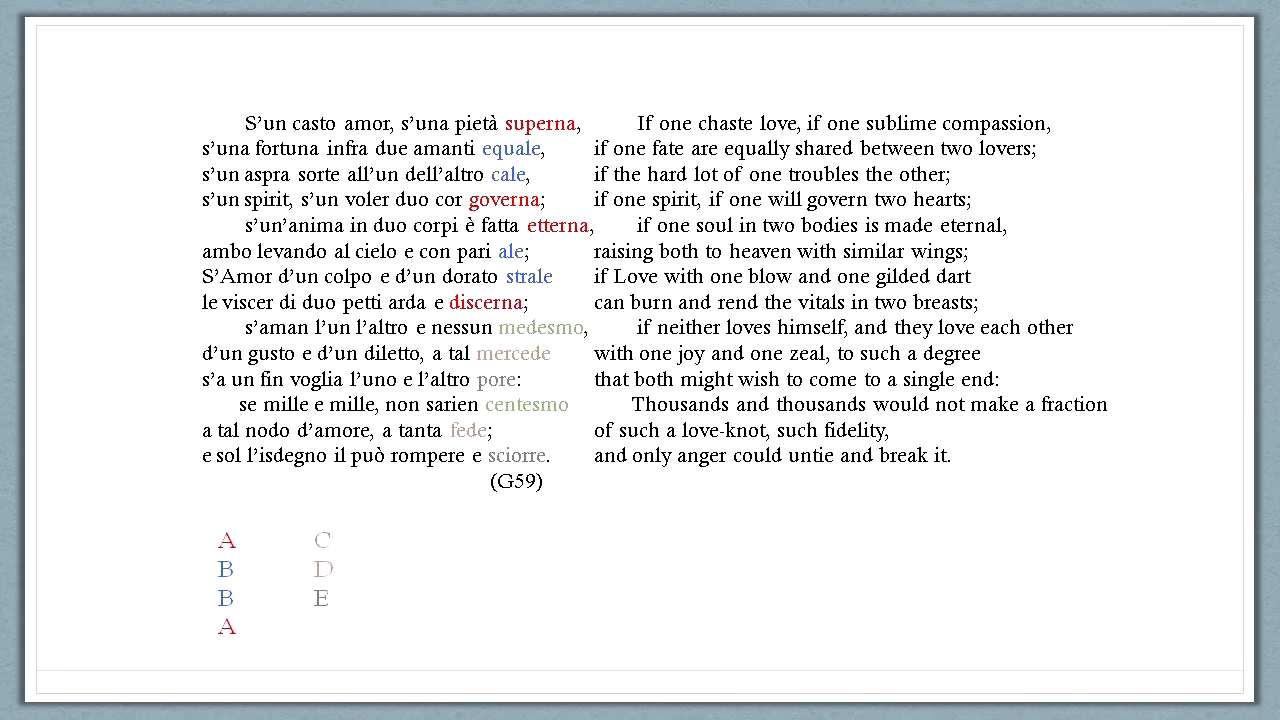 S’un casto amor, s’una pietà superna,
s’una fortuna infra due amanti equale,
s’un aspra sorte all’un dell’altro cale,
s’un spirit, s’un voler duo cor governa;
s’un’anima in duo corpi è fatta etterna,
ambo levando al cielo e con pari ale;
S’Amor d’un colpo e d’un dorato strale
le viscer di duo petti arda e discerna;
s’aman l’un l’altro e nessun medesmo,
d’un gusto e d’un diletto, a tal mercede
s’a un fin voglia l’uno e l’altro pore:
se mille e mille, non sarien centesmo
a tal nodo d’amore, a tanta fede;
e sol l’isdegno il può rompere e sciorre.
(G59)
If one chaste love, if one sublime compassion,
if one fate are equally shared between two lovers;
if the hard lot of one troubles the other;
if one spirit, if one will govern two hearts;
if one soul in two bodies is made eternal,
raising both to heaven with similar wings;
if Love with one blow and one gilded dart
can burn and rend the vitals in two breasts;
if neither loves himself, and they love each other
with one joy and one zeal, to such a degree
that both might wish to come to a single end:
Thousands and thousands would not make a fraction
of such a love-knot, such fidelity,
and only anger could untie and break it.
A
B
B
A
C
D
E